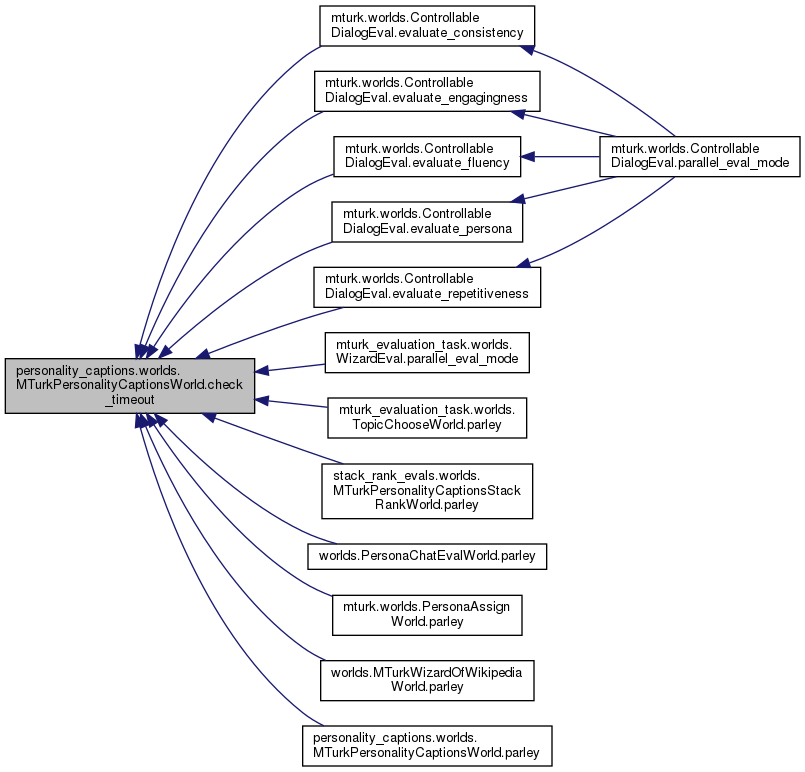 mturk.worlds.Controllable
DialogEval.evaluate_consistency
mturk.worlds.Controllable
DialogEval.evaluate_engagingness
mturk.worlds.Controllable
DialogEval.evaluate_fluency
mturk.worlds.Controllable
DialogEval.parallel_eval_mode
mturk.worlds.Controllable
DialogEval.evaluate_persona
mturk.worlds.Controllable
DialogEval.evaluate_repetitiveness
mturk_evaluation_task.worlds.
WizardEval.parallel_eval_mode
personality_captions.worlds.
MTurkPersonalityCaptionsWorld.check
_timeout
mturk_evaluation_task.worlds.
TopicChooseWorld.parley
stack_rank_evals.worlds.
MTurkPersonalityCaptionsStack
RankWorld.parley
worlds.PersonaChatEvalWorld.parley
mturk.worlds.PersonaAssign
World.parley
worlds.MTurkWizardOfWikipedia
World.parley
personality_captions.worlds.
MTurkPersonalityCaptionsWorld.parley